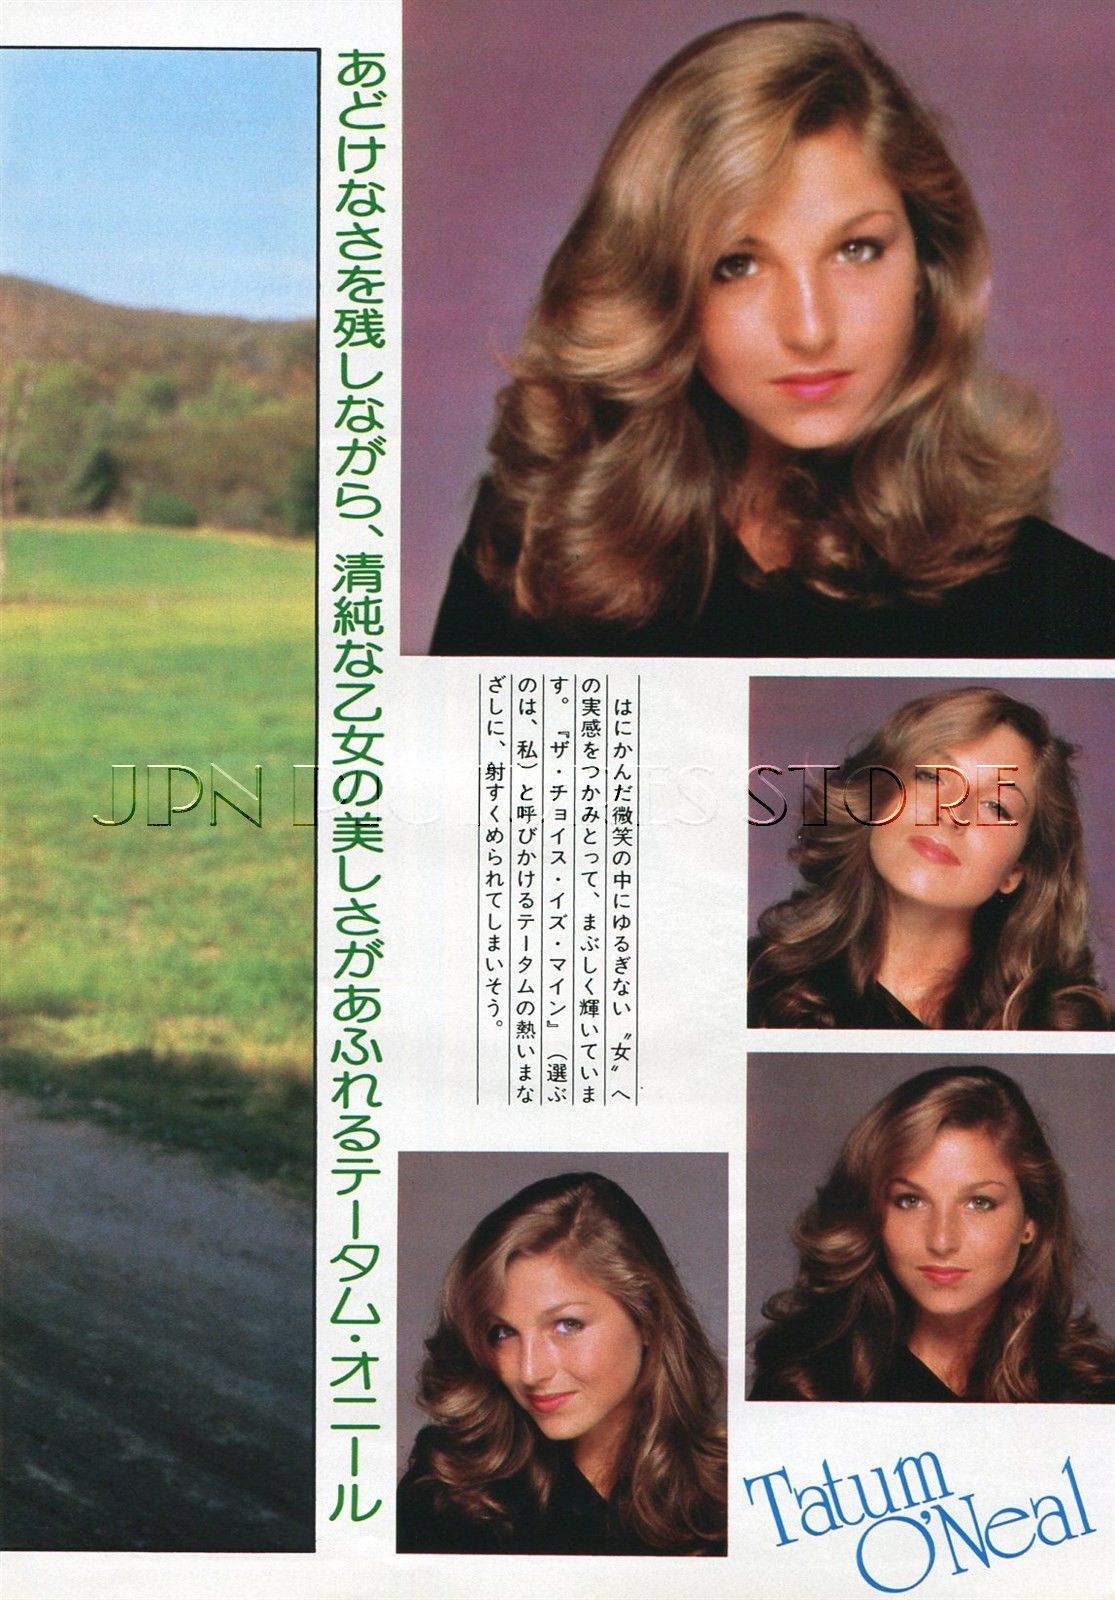 あどけなさを残しながら、清純な乙女の美しさがあふれるテータム・オニール
はにかんだ微笑の中にゆるぎない〝女〟へ
の実感をつかみとって、まぶしく輝いていま
す。『ザ・チョイス・イズ・マイン』(選ぶ
のは、私)と呼びかけるテータムの熱いまな
ざしに、射すくめられてしまいそう。
JPN PRINTS STORE
Tatum
O'Neal